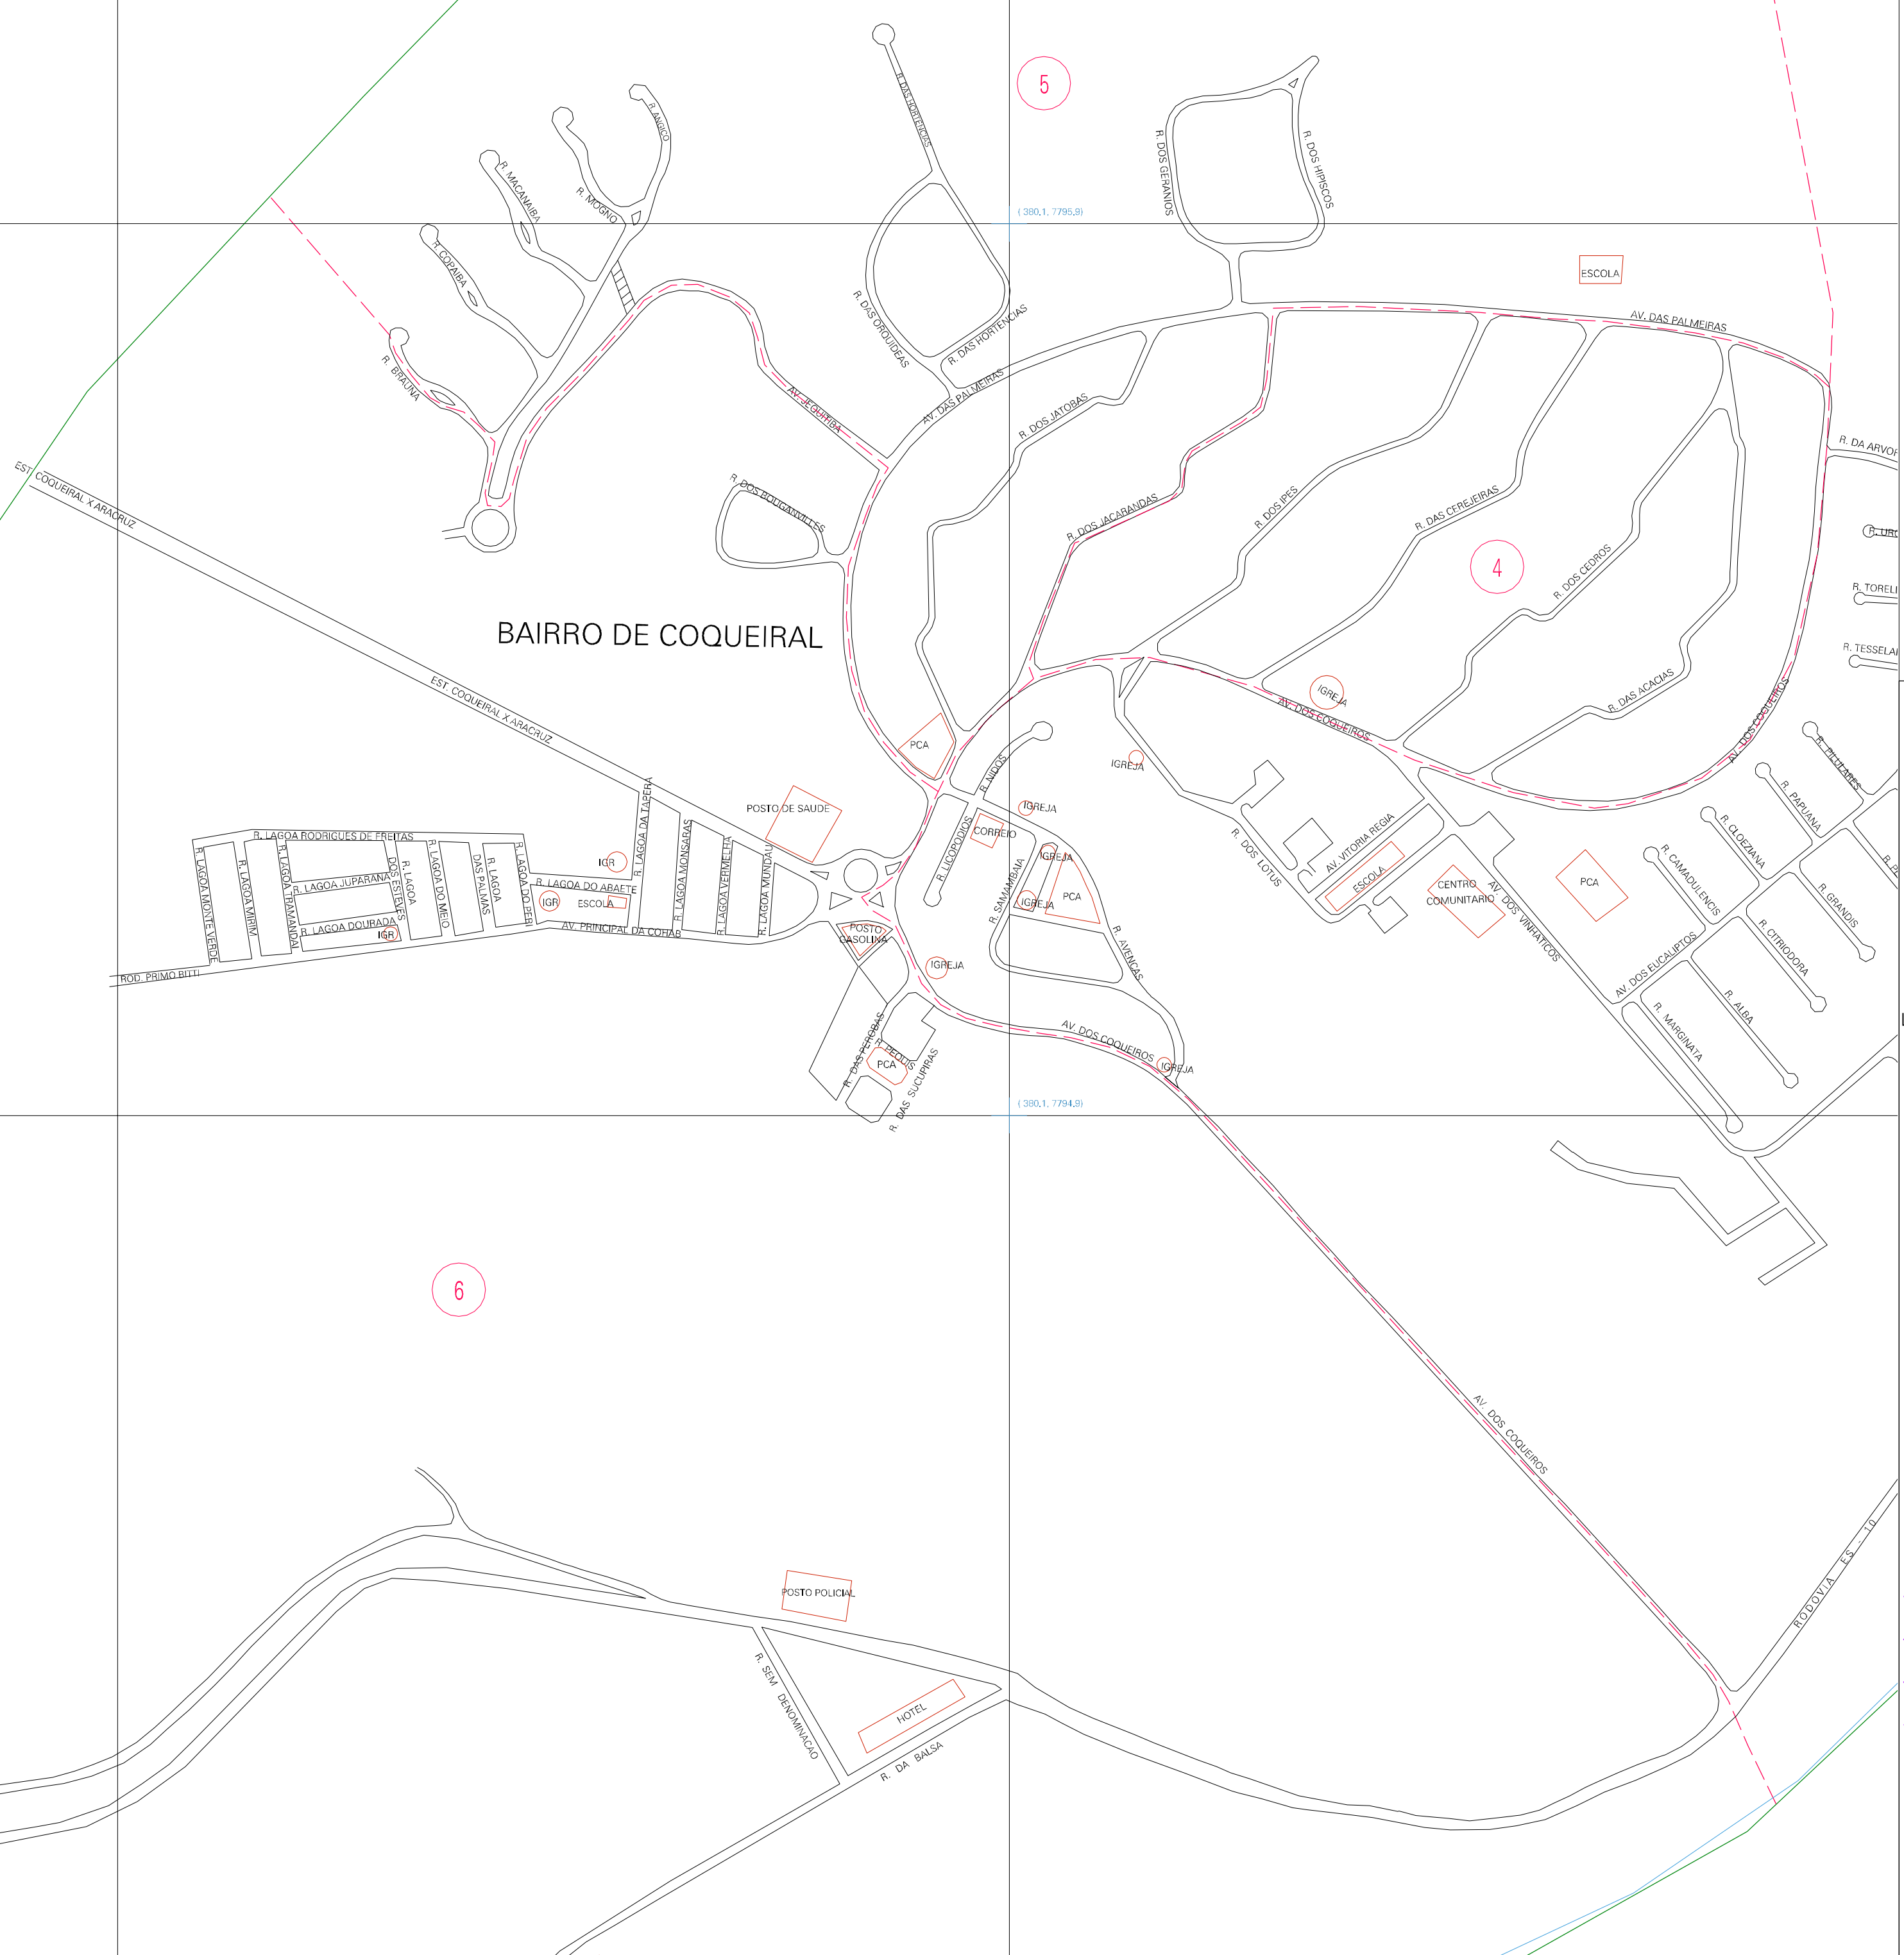 5
R. DAS HORTENCIAS
R. ANGICO
R. MACANAIBA
R. MOGNO
R. COPAIBA
R. BRAUNA
R. DOS GERANIOS
R. DOS HIPISCOS
( 380,1, 7795,9)
ESCOLA
AV. DAS PALMEIRAS
R. DAS ORQUIDEAS
R. DAS HORTENCIAS
AV. DAS PALMEIRAS
AV. JEQUITIBA
R. DOS JATOBAS
R. DOS BOUGANVILLES
R. DOS JACARANDAS
R. DOS IPES
R. DAS CEREJEIRAS
R. DOS CEDROS
4
R. DAS ACACIAS
R. TORELI
EST. COQUEIRAL X ARACRUZ
BAIRRO DE COQUEIRAL
EST. COQUEIRAL X ARACRUZ
IGREJA
AV. DOS COQUEIROS
AV. DOS COQUEIROS
PCA
R. NIDOS
IGREJA
IGREJA
POSTO DE SAUDE
CORREIO
R. LICOPODIOS
IGREJA
R. SAMAMBAIA
PCA
IGREJA
R. AVENCAS
R. DOS LOTUS
AV. VITORIA REGIA
ESCOLA
CENTRO
COMUNITARIO
AV. DOS VINHATICOS
PCA
R. PILULARES
R. PAPUANA
R. CLOEZIANA
R. CAMADULENCIS
R. GRANDIS
R. CITRIODORA
AV. DOS EUCALIPTOS
R. ALBA
R. MARGINATA
R. LAGOA RODRIGUES DE FREITAS
R. LAGOA MONTE VERDE
R. LAGOA MIRIM
R. LAGOA TRAMANDAI
R. LAGOA JUPARANA
R. LAGOA DOURADA
IGR
R. LAGOA
DOS ESTEVES
R. LAGOA DO MEIO
R. LAGOA
DAS PALMAS
R. LAGOA DO PERI
IGR
R. LAGOA DO ABAETE
IGR
ESCOLA
R. LAGOA DA TAPERA
R. LAGOA MONSARAS
R. LAGOA VERMELHA
R. LAGOA MUNDAU
AV. PRINCIPAL DA COHAB
ROD. PRIMO BITTI
POSTO
GASOLINA
IGREJA
R. DAS PEROBAS
R. PEQUIS
PCA
R. DAS SUCUPIRAS
AV. DOS COQUEIROS
IGREJA
( 380,1, 7794,9)
6
AV. DOS COQUEIROS
RODOVIA ES - 10
POSTO POLICIAL
R. SEM DENOMINACAO
HOTEL
R. DA BALSA